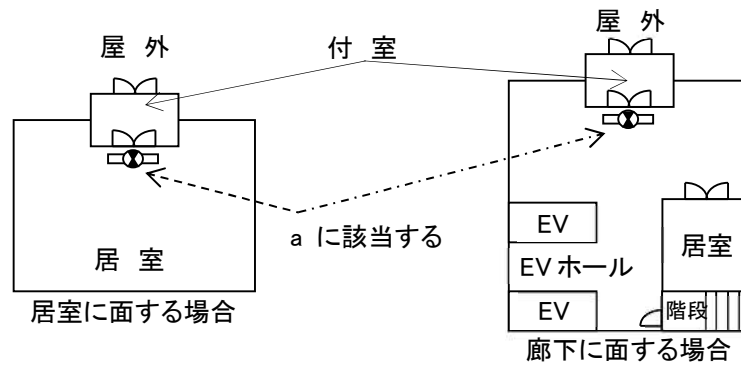 屋 外
付 室
屋 外
a に該当する
居 室
居室に面する場合
EV
EVホール
EV
居室
階段
廊下に面する場合